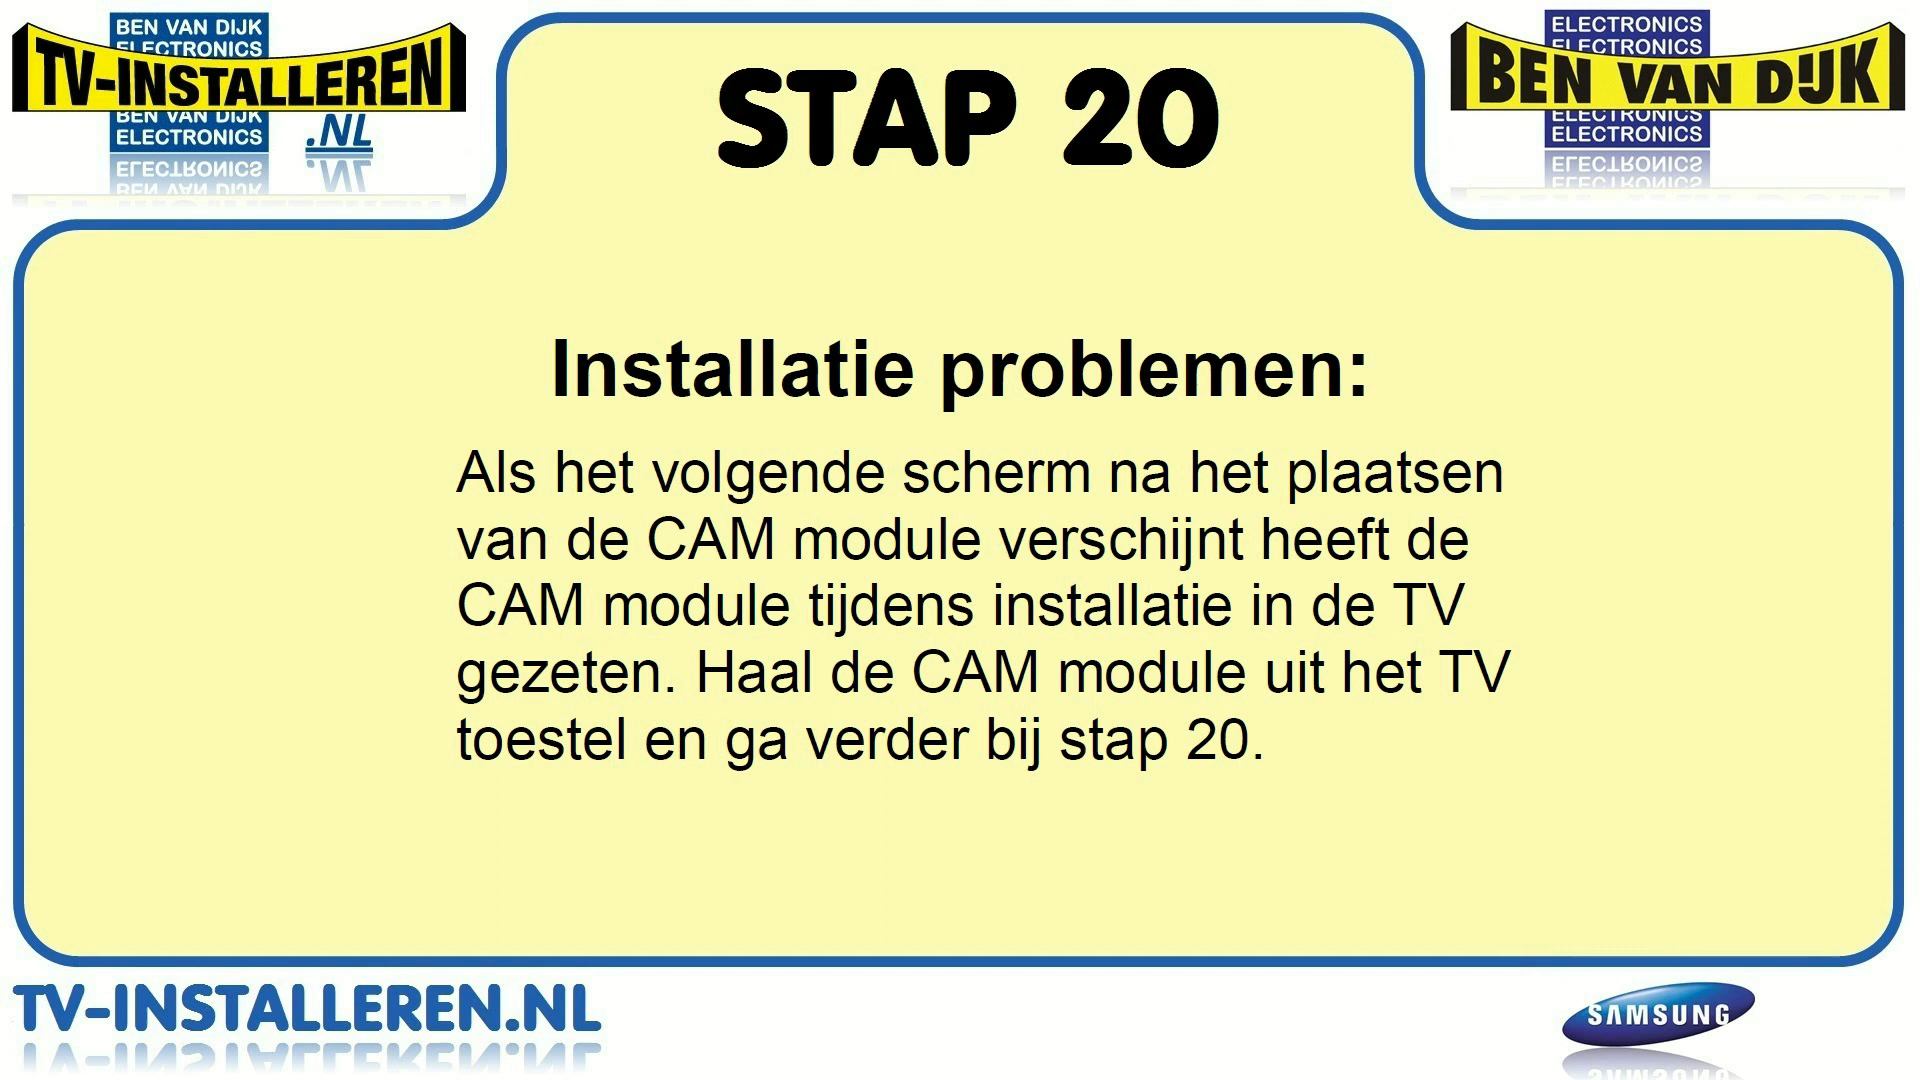 BEN VAN DIJK
ELECTRONICS
TV-INSTALLEREN
BEN VAN DIJK
ELECTRONICS
.NL
ELECTRONICS
ELECTRONICS
BEN VAN DIJK
ELECTRONICS
ELECTRONICS
STAP 20
Installatie problemen:
Als het volgende scherm na het plaatsen
van de CAM module verschijnt heeft de
CAM module tijdens installatie in de TV
gezeten. Haal de CAM module uit het TV
toestel en ga verder bij stap 20.
TV-INSTALLEREN.NL
SAMSUNG